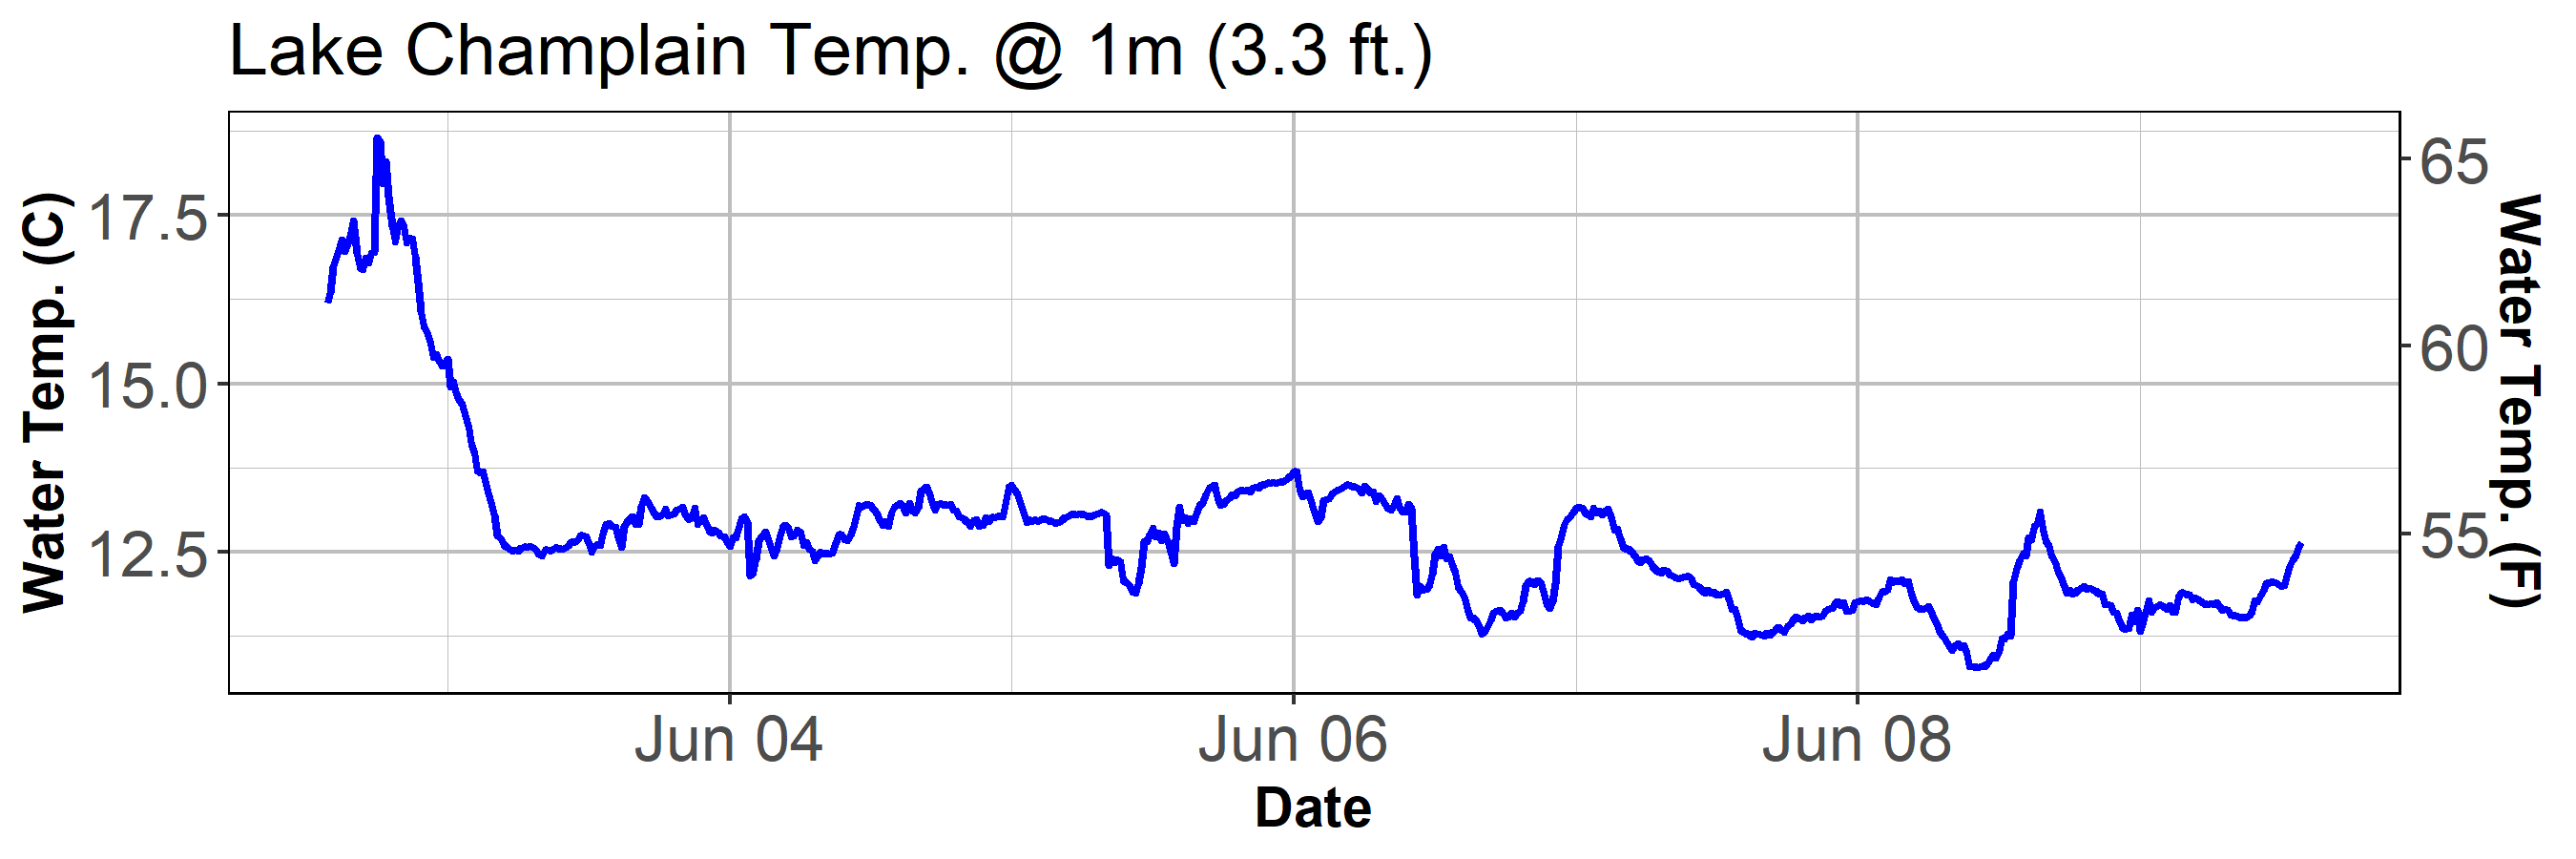 Lake Champlain Temp. @ 1m (3.3 ft.)
Water Temp. (C)
17.5
15.0
12.5
65
60
55
Water Temp. (F)
Jun 04
Jun 06
Jun 08
Date